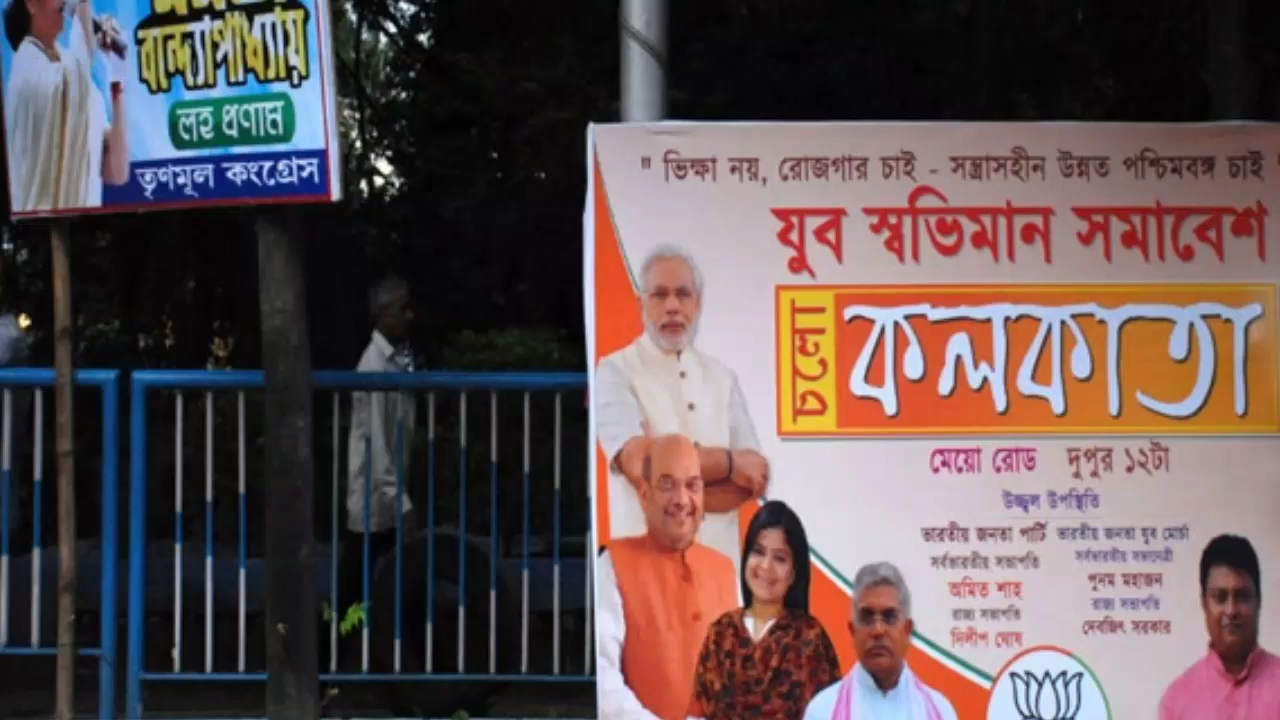 বন্দ্যোপাধ্যায়
লহ প্রণাম
তৃণমূল কংগ্রেস
" ভিক্ষা নয়, রোজগার চাই - সন্ত্রাসহীন উন্নত পশ্চিমবঙ্গ চাই "
যুব স্বভিমান সমাবেশ
চলো
কলকাতা
মেয়ো রোড দুপুর ১২টা
উজ্জ্বল উপস্থিতি
ভারতীয় জনতা পার্টি ভারতীয় জনতা যুব মোর্চা
সর্বভারতীয় সভাপতি সর্বভারতীয় সভানেত্রী
অমিত শাহ পুনম মহাজন
রাজ্য সভাপতি রাজ্য সভাপতি
দিলীপ ঘোষ দেবজিৎ সরকার